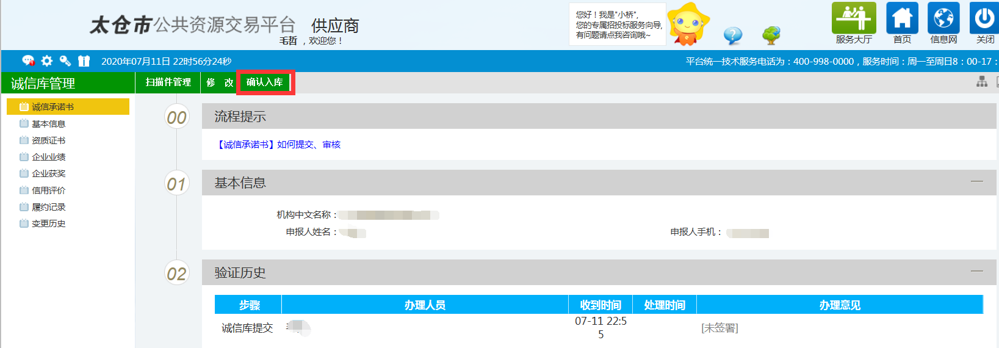 太仓市公共资源交易平台 供应商
毛哲 ，欢迎您！
您好！我是"小桥",
您的专属招投标服务向导,
有问题请点我咨询哦~
服务大厅
首页
信息网
关闭
2020年07月11日 22时56分24秒
平台统一技术服务电话为：400-998-0000，服务时间：周一至周日8：00-17：
诚信库管理
扫描件管理
修 改
确认入库
诚信承诺书
基本信息
资质证书
企业业绩
企业获奖
信用评价
履约记录
变更历史
00
流程提示
【诚信承诺书】如何提交、审核
01
基本信息
机构中文名称：
申报人姓名：
申报人手机：
02
验证历史
步骤
办理人员
收到时间
处理时间
办理意见
诚信库提交
07-11 22:5
5
[未签署]